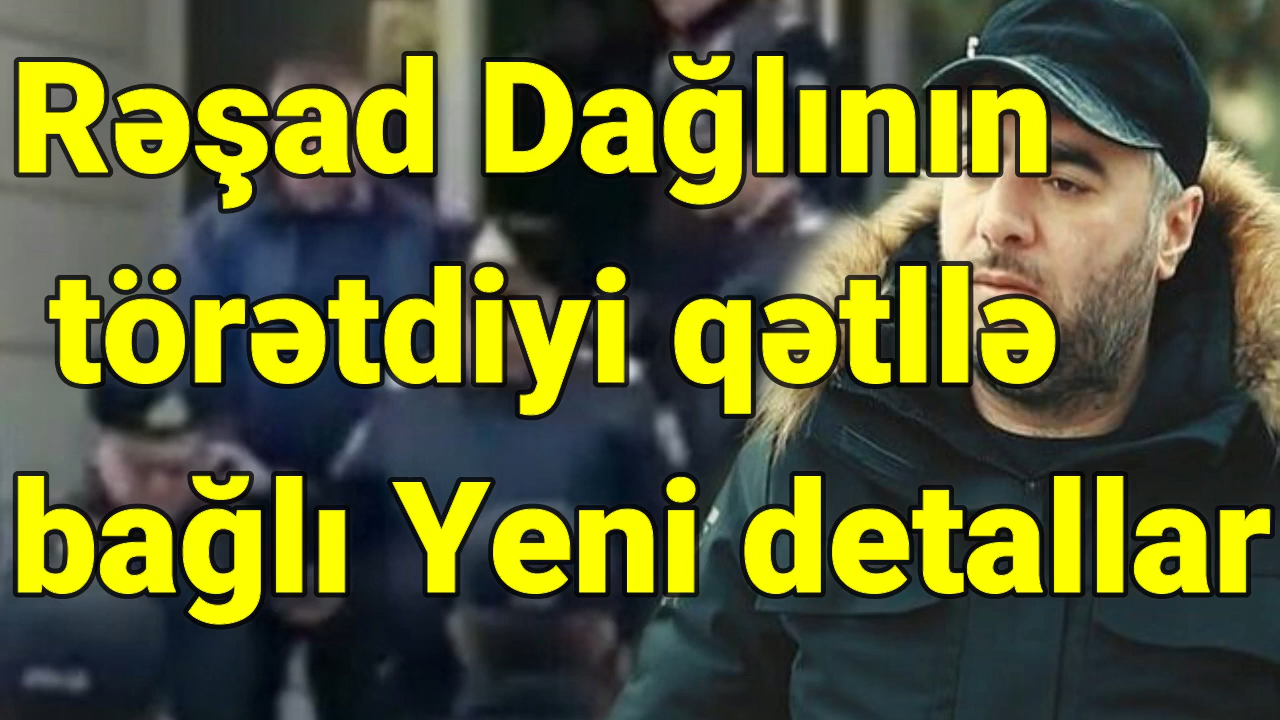 Rəşad Dağlının
törətdiyi qətllə
bağlı Yeni detallar